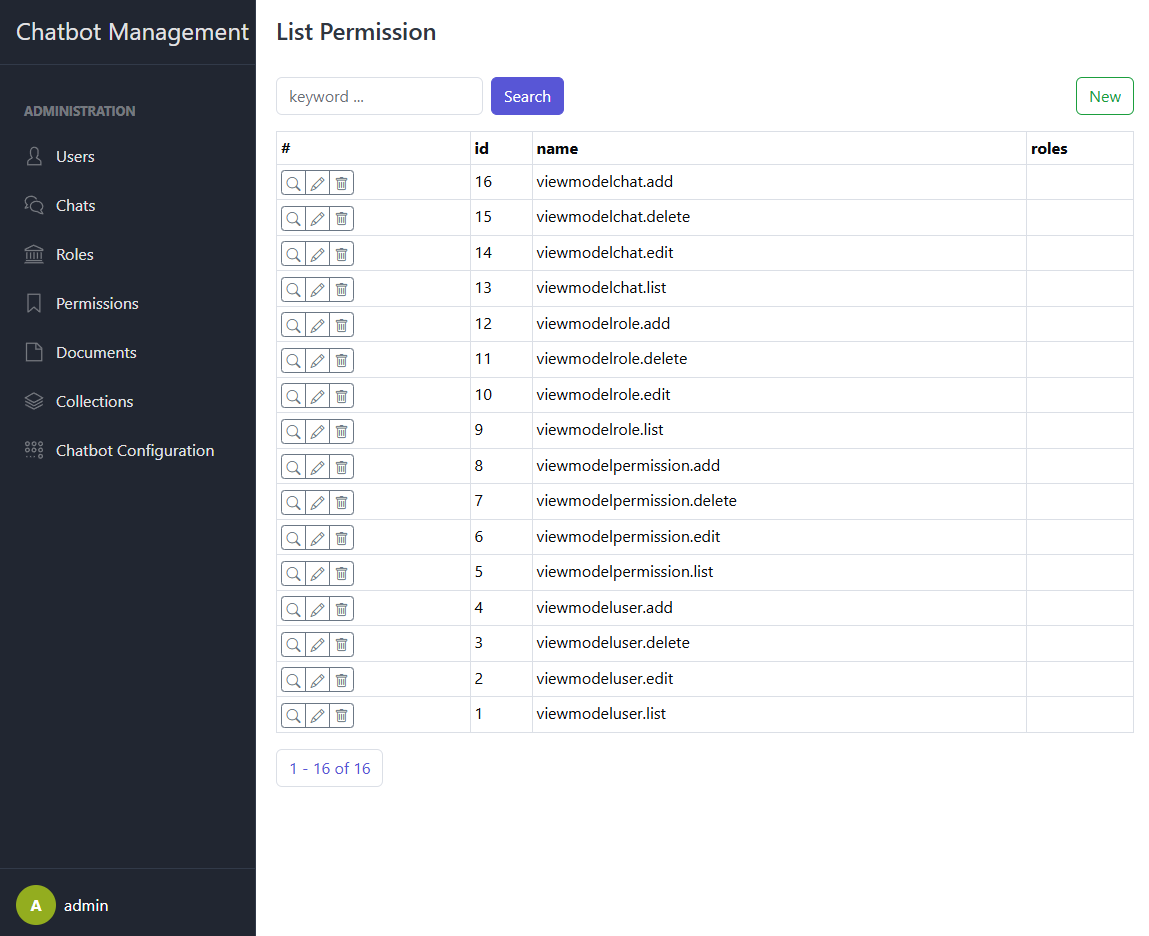 Chatbot Management
List Permission
keyword ...
Search
New
ADMINISTRATION
Users
Chats
Roles
Permissions
Documents
Collections
Chatbot Configuration
# id name roles
16 viewmodelchat.add
15 viewmodelchat.delete
14 viewmodelchat.edit
13 viewmodelchat.list
12 viewmodelrole.add
11 viewmodelrole.delete
10 viewmodelrole.edit
9 viewmodelrole.list
8 viewmodelpermission.add
7 viewmodelpermission.delete
6 viewmodelpermission.edit
5 viewmodelpermission.list
4 viewmodeluser.add
3 viewmodeluser.delete
2 viewmodeluser.edit
1 viewmodeluser.list
1 - 16 of 16
A admin